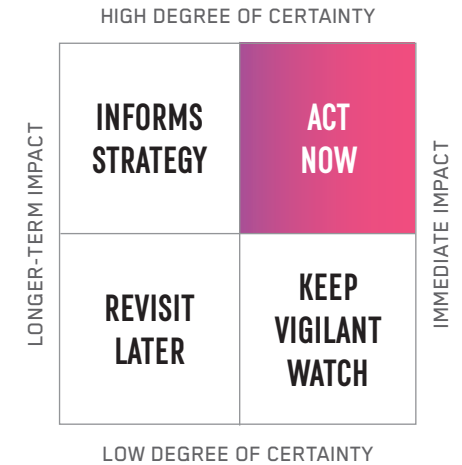 HIGH DEGREE OF CERTAINTY
LONGER-TERM IMPACT
INFORMS
STRATEGY
ACT
NOW
IMMEDIATE IMPACT
REVISIT
LATER
KEEP
VIGILANT
WATCH
LOW DEGREE OF CERTAINTY